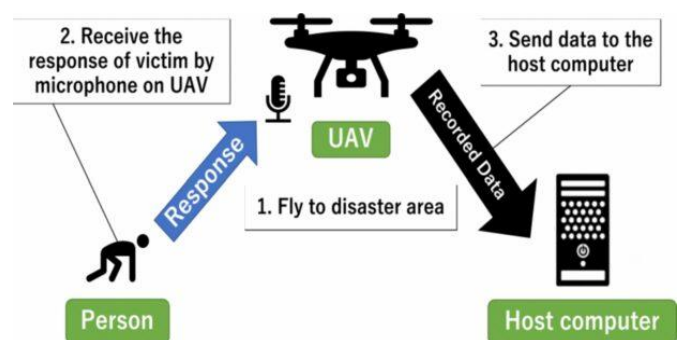 2. Receive the
response of victim by
microphone on UAV
3. Send data to the
host computer
UAV
Response
Recorded Data
1. Fly to disaster area
Person
Host computer